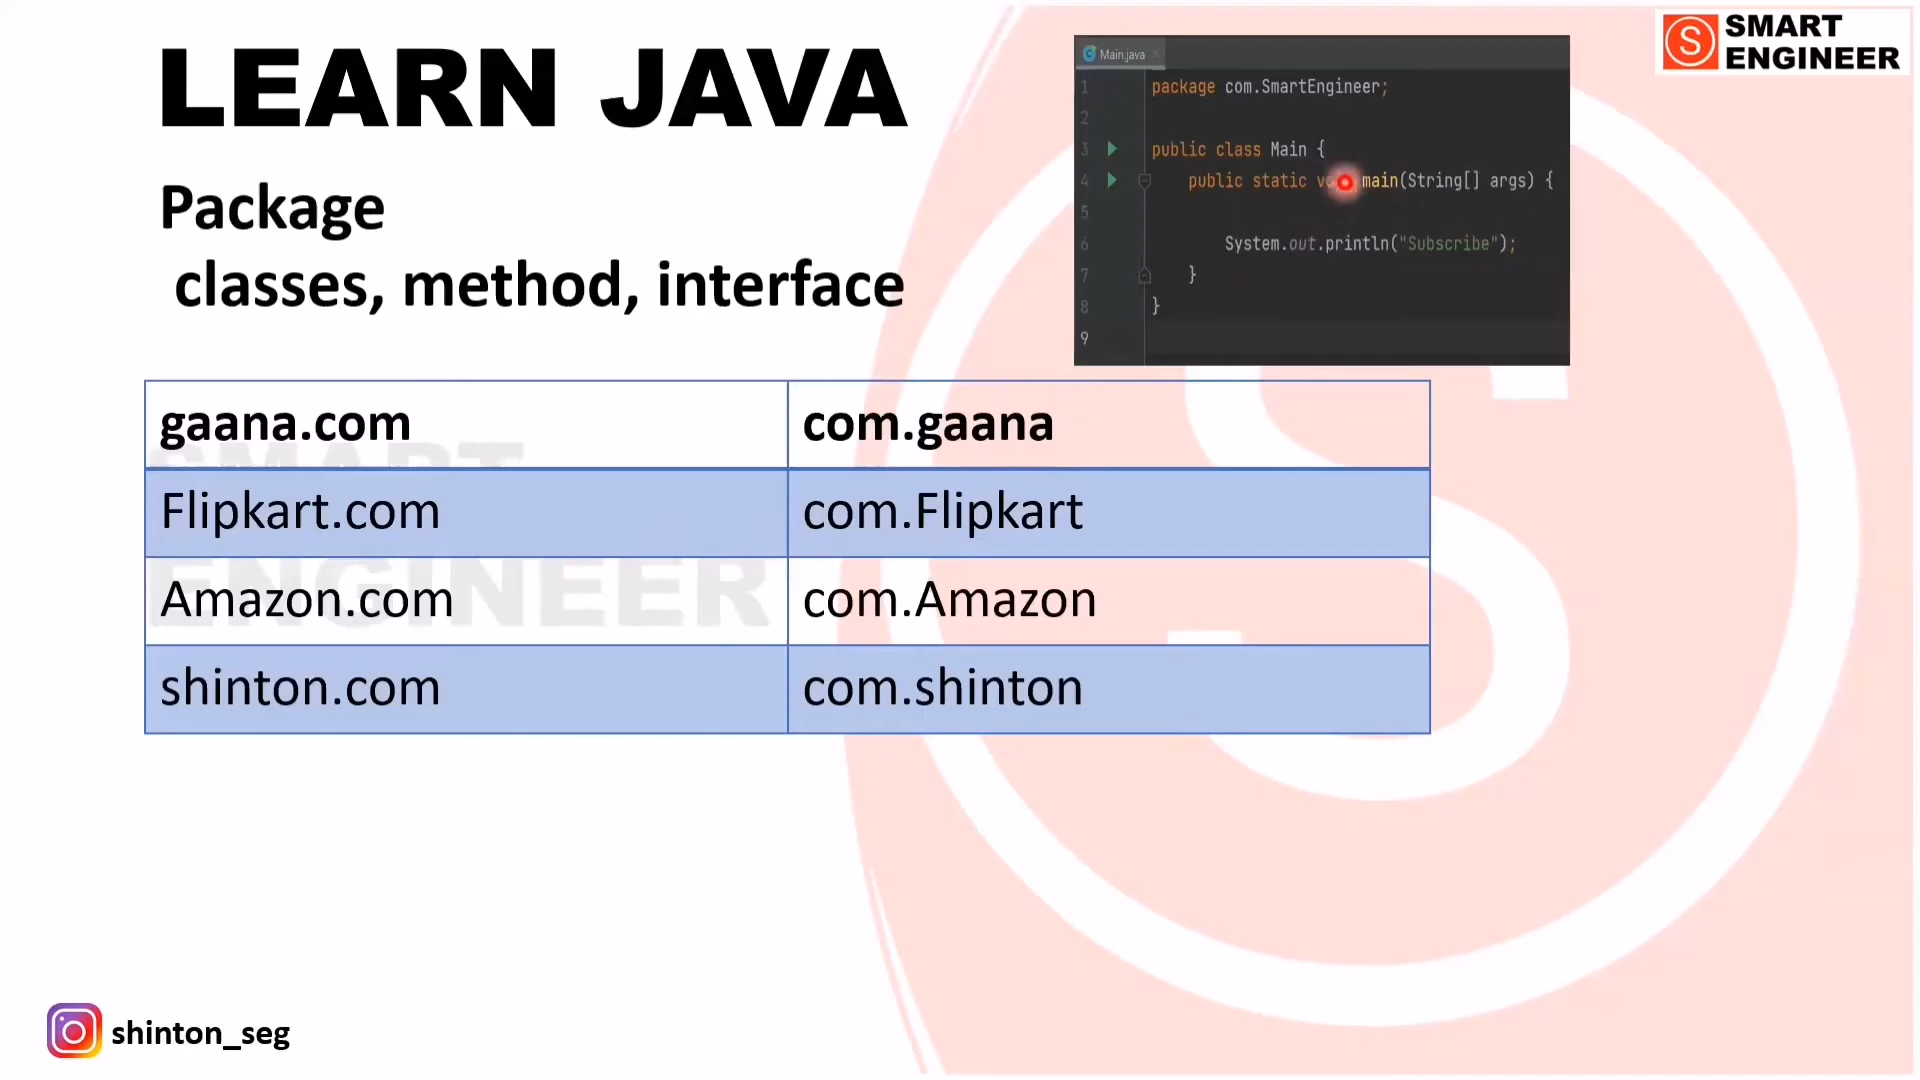 LEARN JAVA
Package
classes, method, interface
Main.java
1 package com.SmartEngineer;
2
3 public class Main {
4 public static main(String[] args) {
5
6 System.out.println("Subscribe");
7 }
8 }
9
SMART
ENGINEER
gaana.com com.gaana
Flipkart.com com.Flipkart
Amazon.com com.Amazon
shinton.com com.shinton
SMART
ENGINEER
shinton_seg